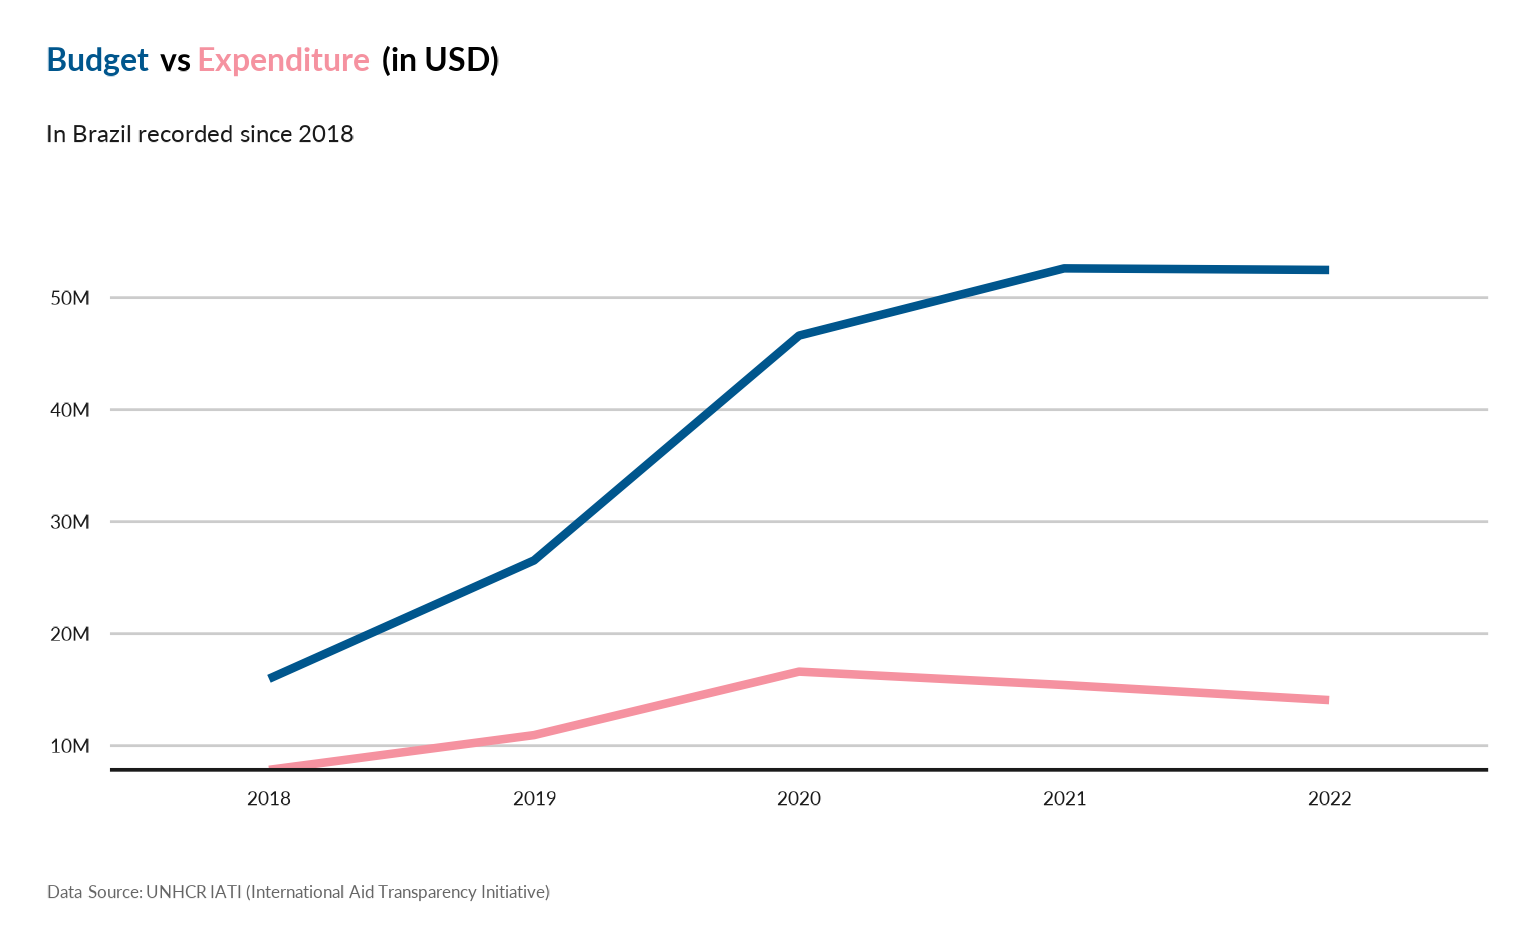 Budget vs Expenditure (in USD)
In Brazil recorded since 2018
50M
40M
30M
20M
10M
2018 2019 2020 2021 2022
Data Source: UNHCR IATI (International Aid Transparency Initiative)